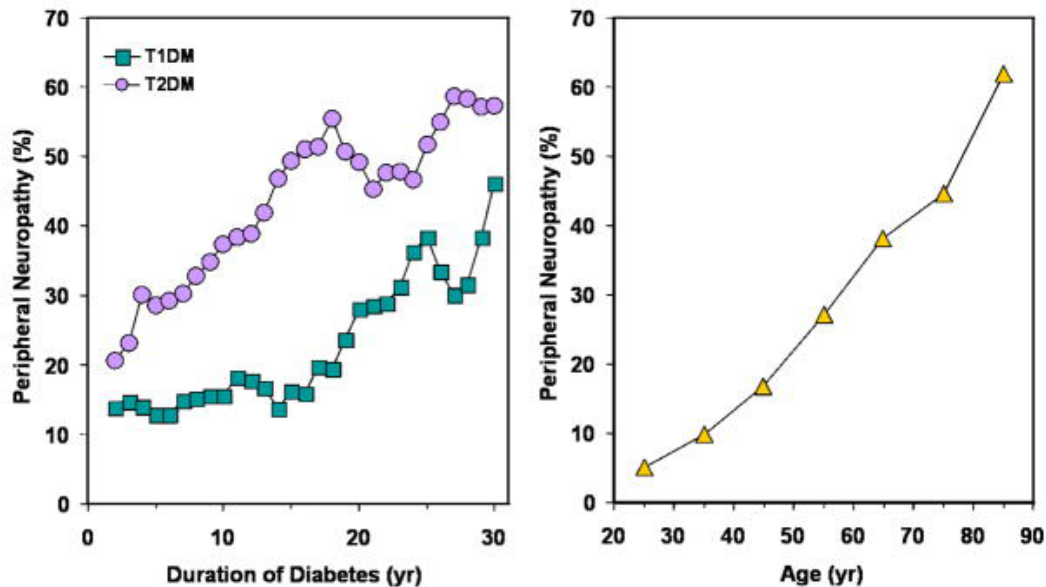 70
60
50
40
30
20
10
0
Peripheral Neuropathy (%)
T1DM
T2DM
0 10 20 30
Duration of Diabetes (yr)
70
60
50
40
30
20
10
0
Peripheral Neuropathy (%)
20 30 40 50 60 70 80 90
Age (yr)